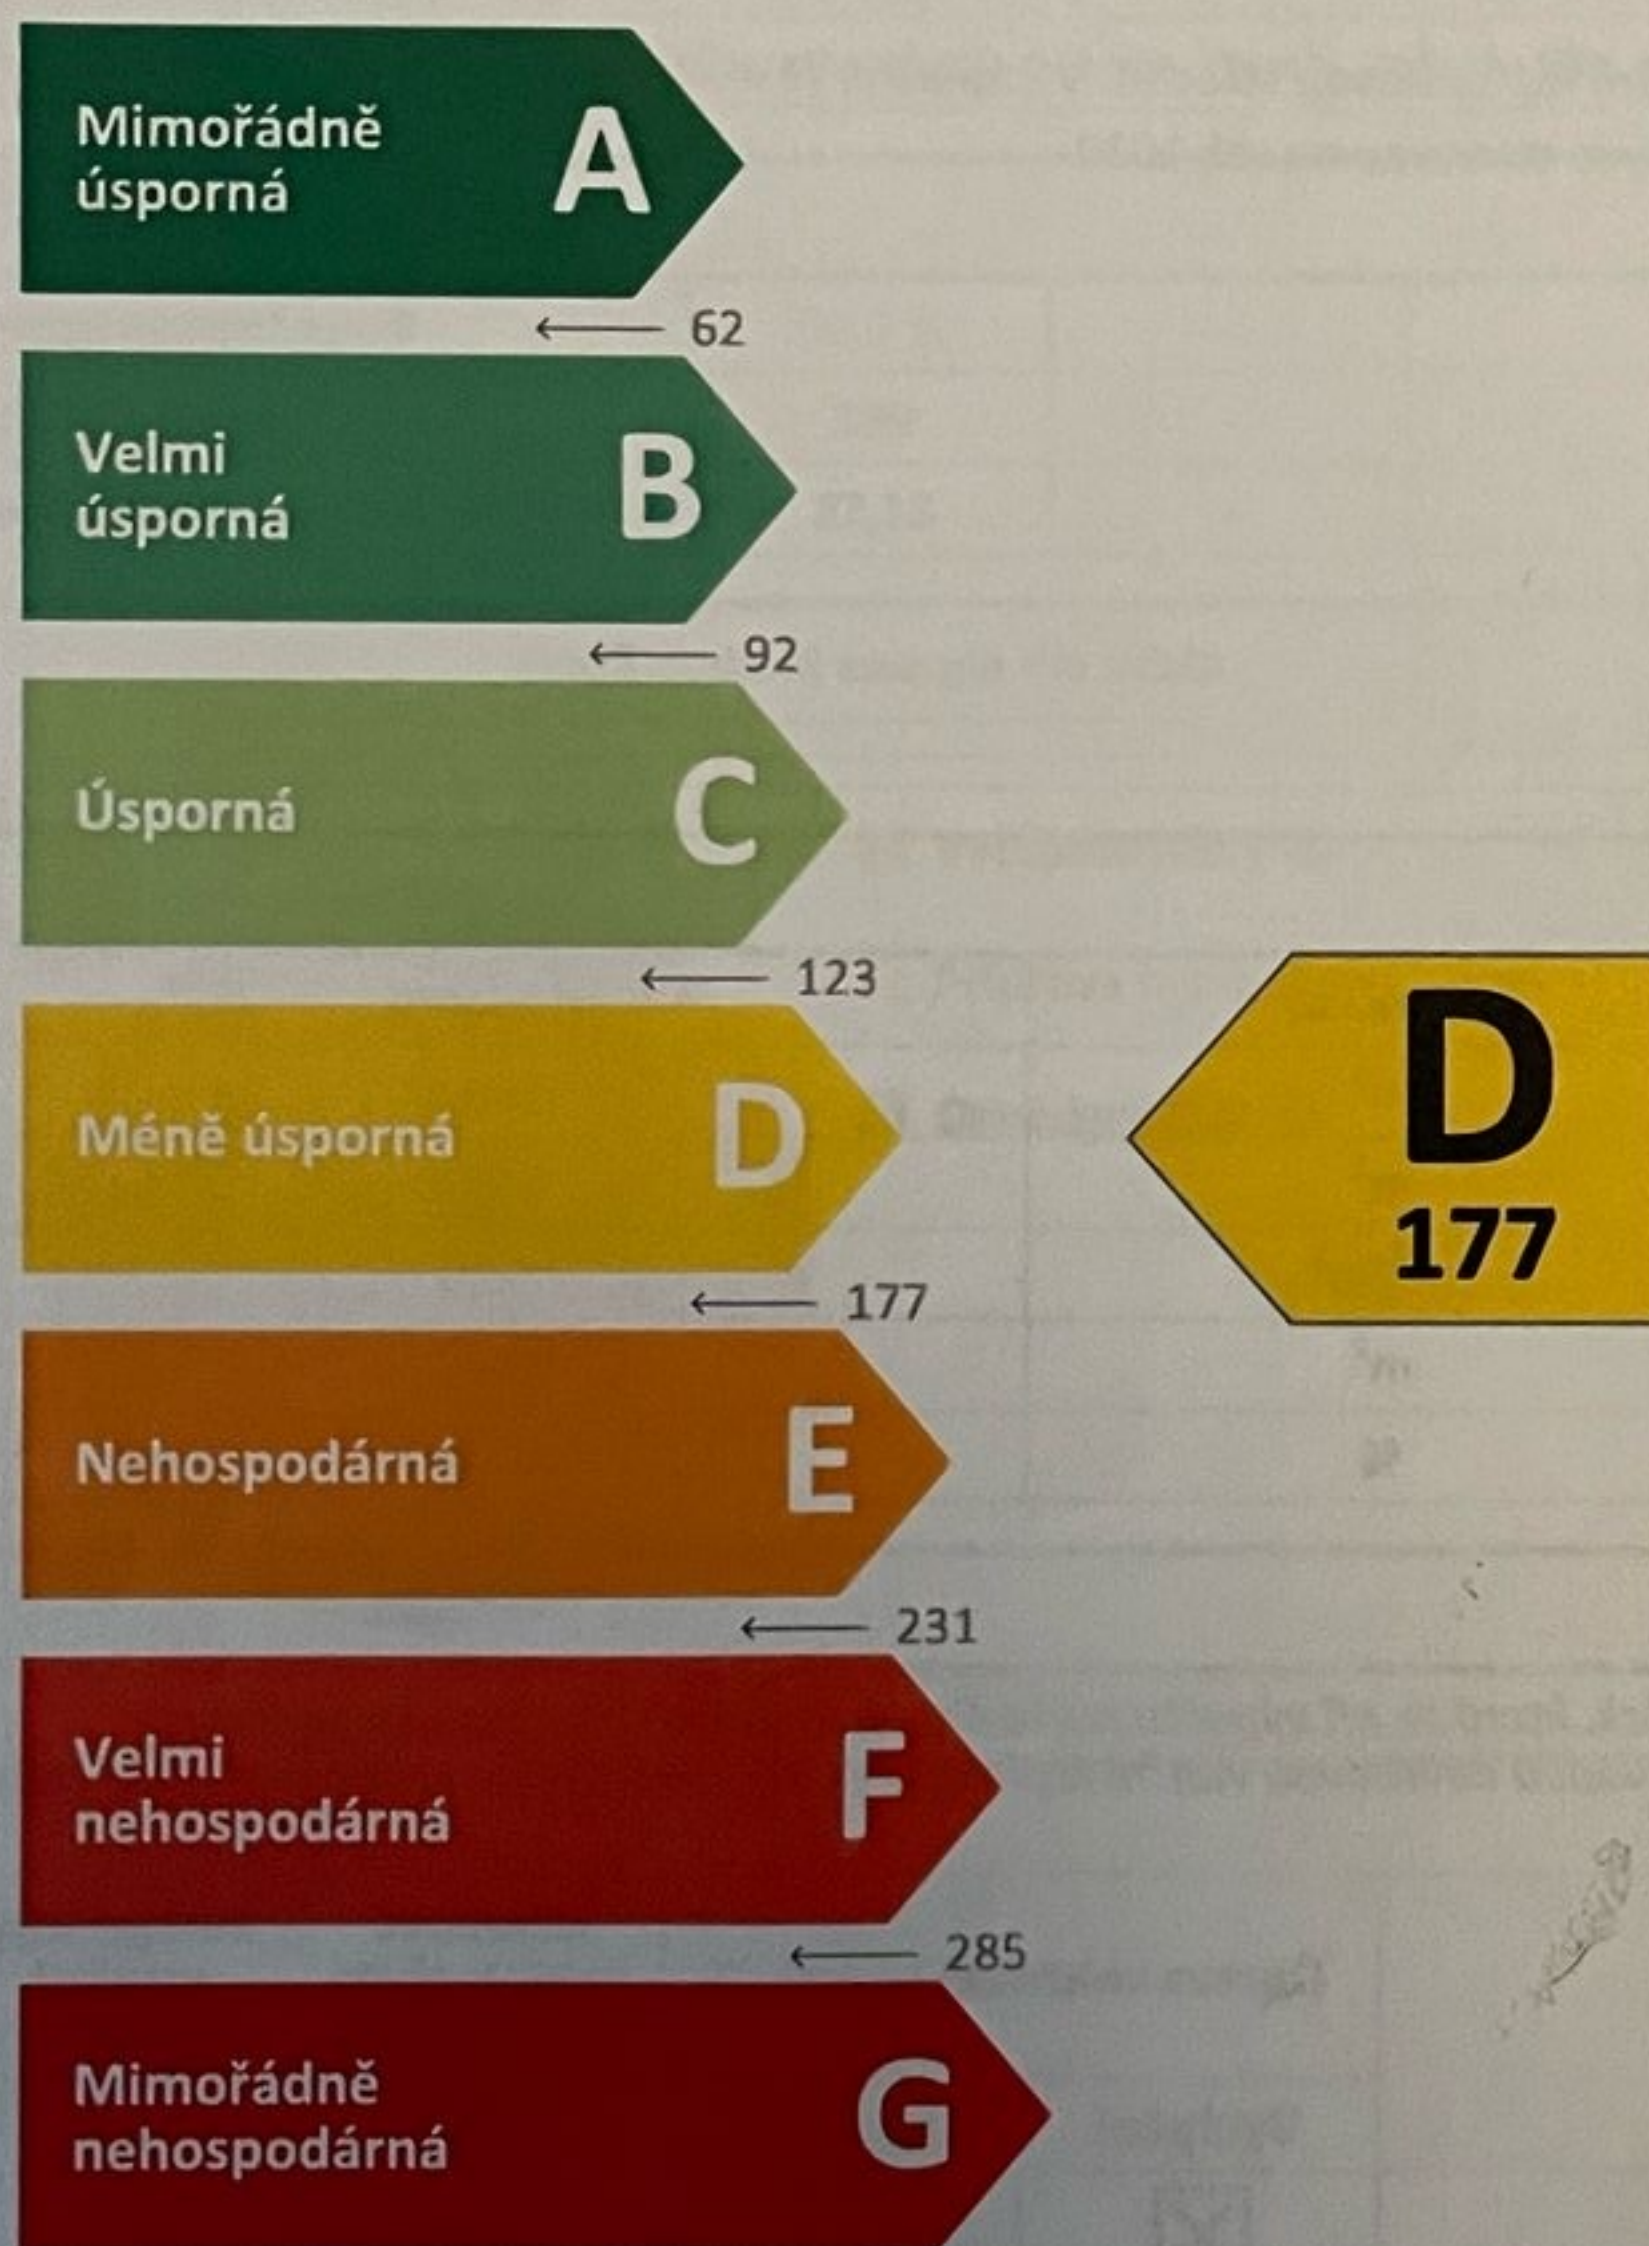 Mimořádně
úsporná
A
← 62
Velmi
úsporná
B
← 92
Úsporná
C
← 123
Méně úsporná
D
D
177
← 177
Nehospodárná
E
← 231
Velmi
nehospodárná
F
← 285
Mimořádně
nehospodárná
G